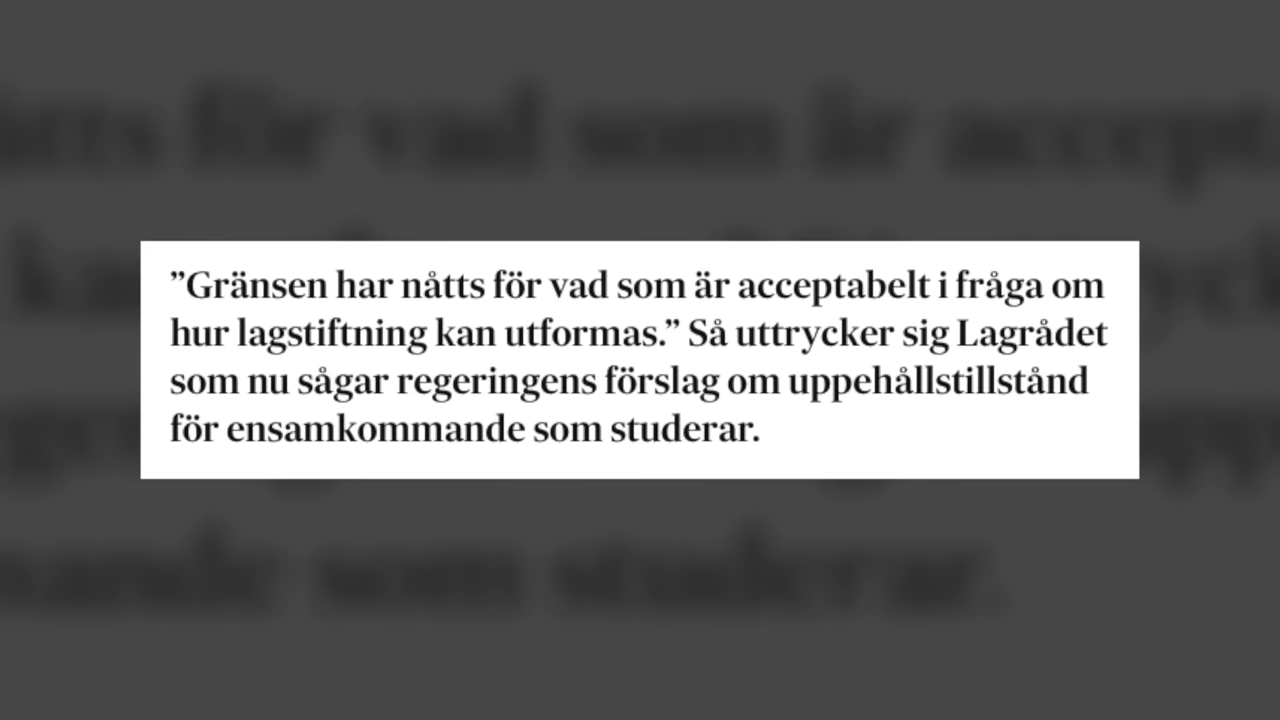 ”Gränsen har nåtts för vad som är acceptabelt i fråga om
hur lagstiftning kan utformas.” Så uttrycker sig Lagrådet
som nu sågar regeringens förslag om uppehållstillstånd
för ensamkommande som studerar.